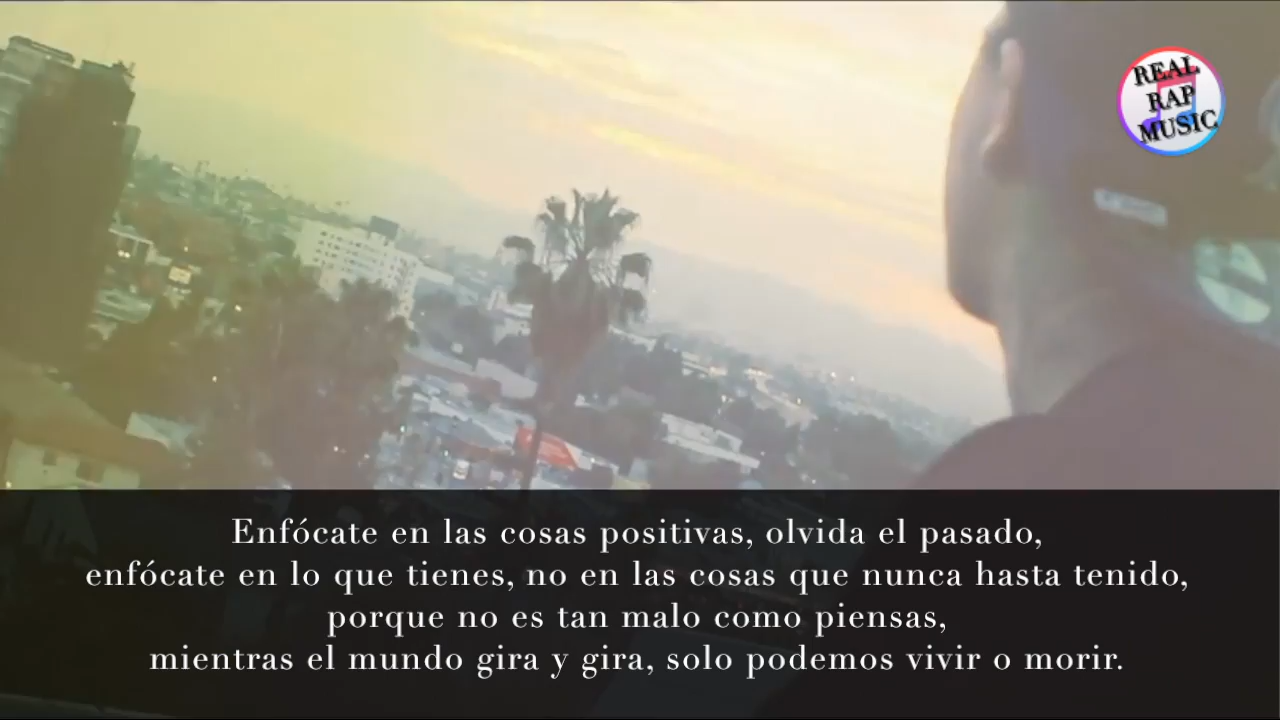 REAL
RAP
MUSIC
Enfócate en las cosas positivas, olvida el pasado,
enfócate en lo que tienes, no en las cosas que nunca hasta tenido,
porque no es tan malo como piensas,
mientras el mundo gira y gira, solo podemos vivir o morir.